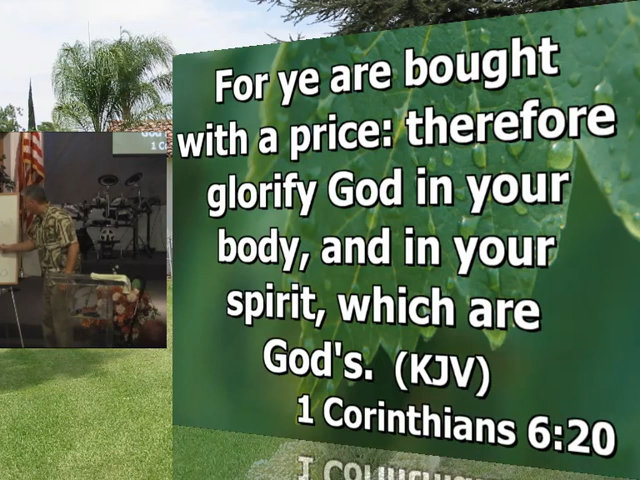 For ye are bought
with a price: therefore
glorify God in your
body, and in your
spirit, which are
God's. (KJV)
1 Corinthians 6:20